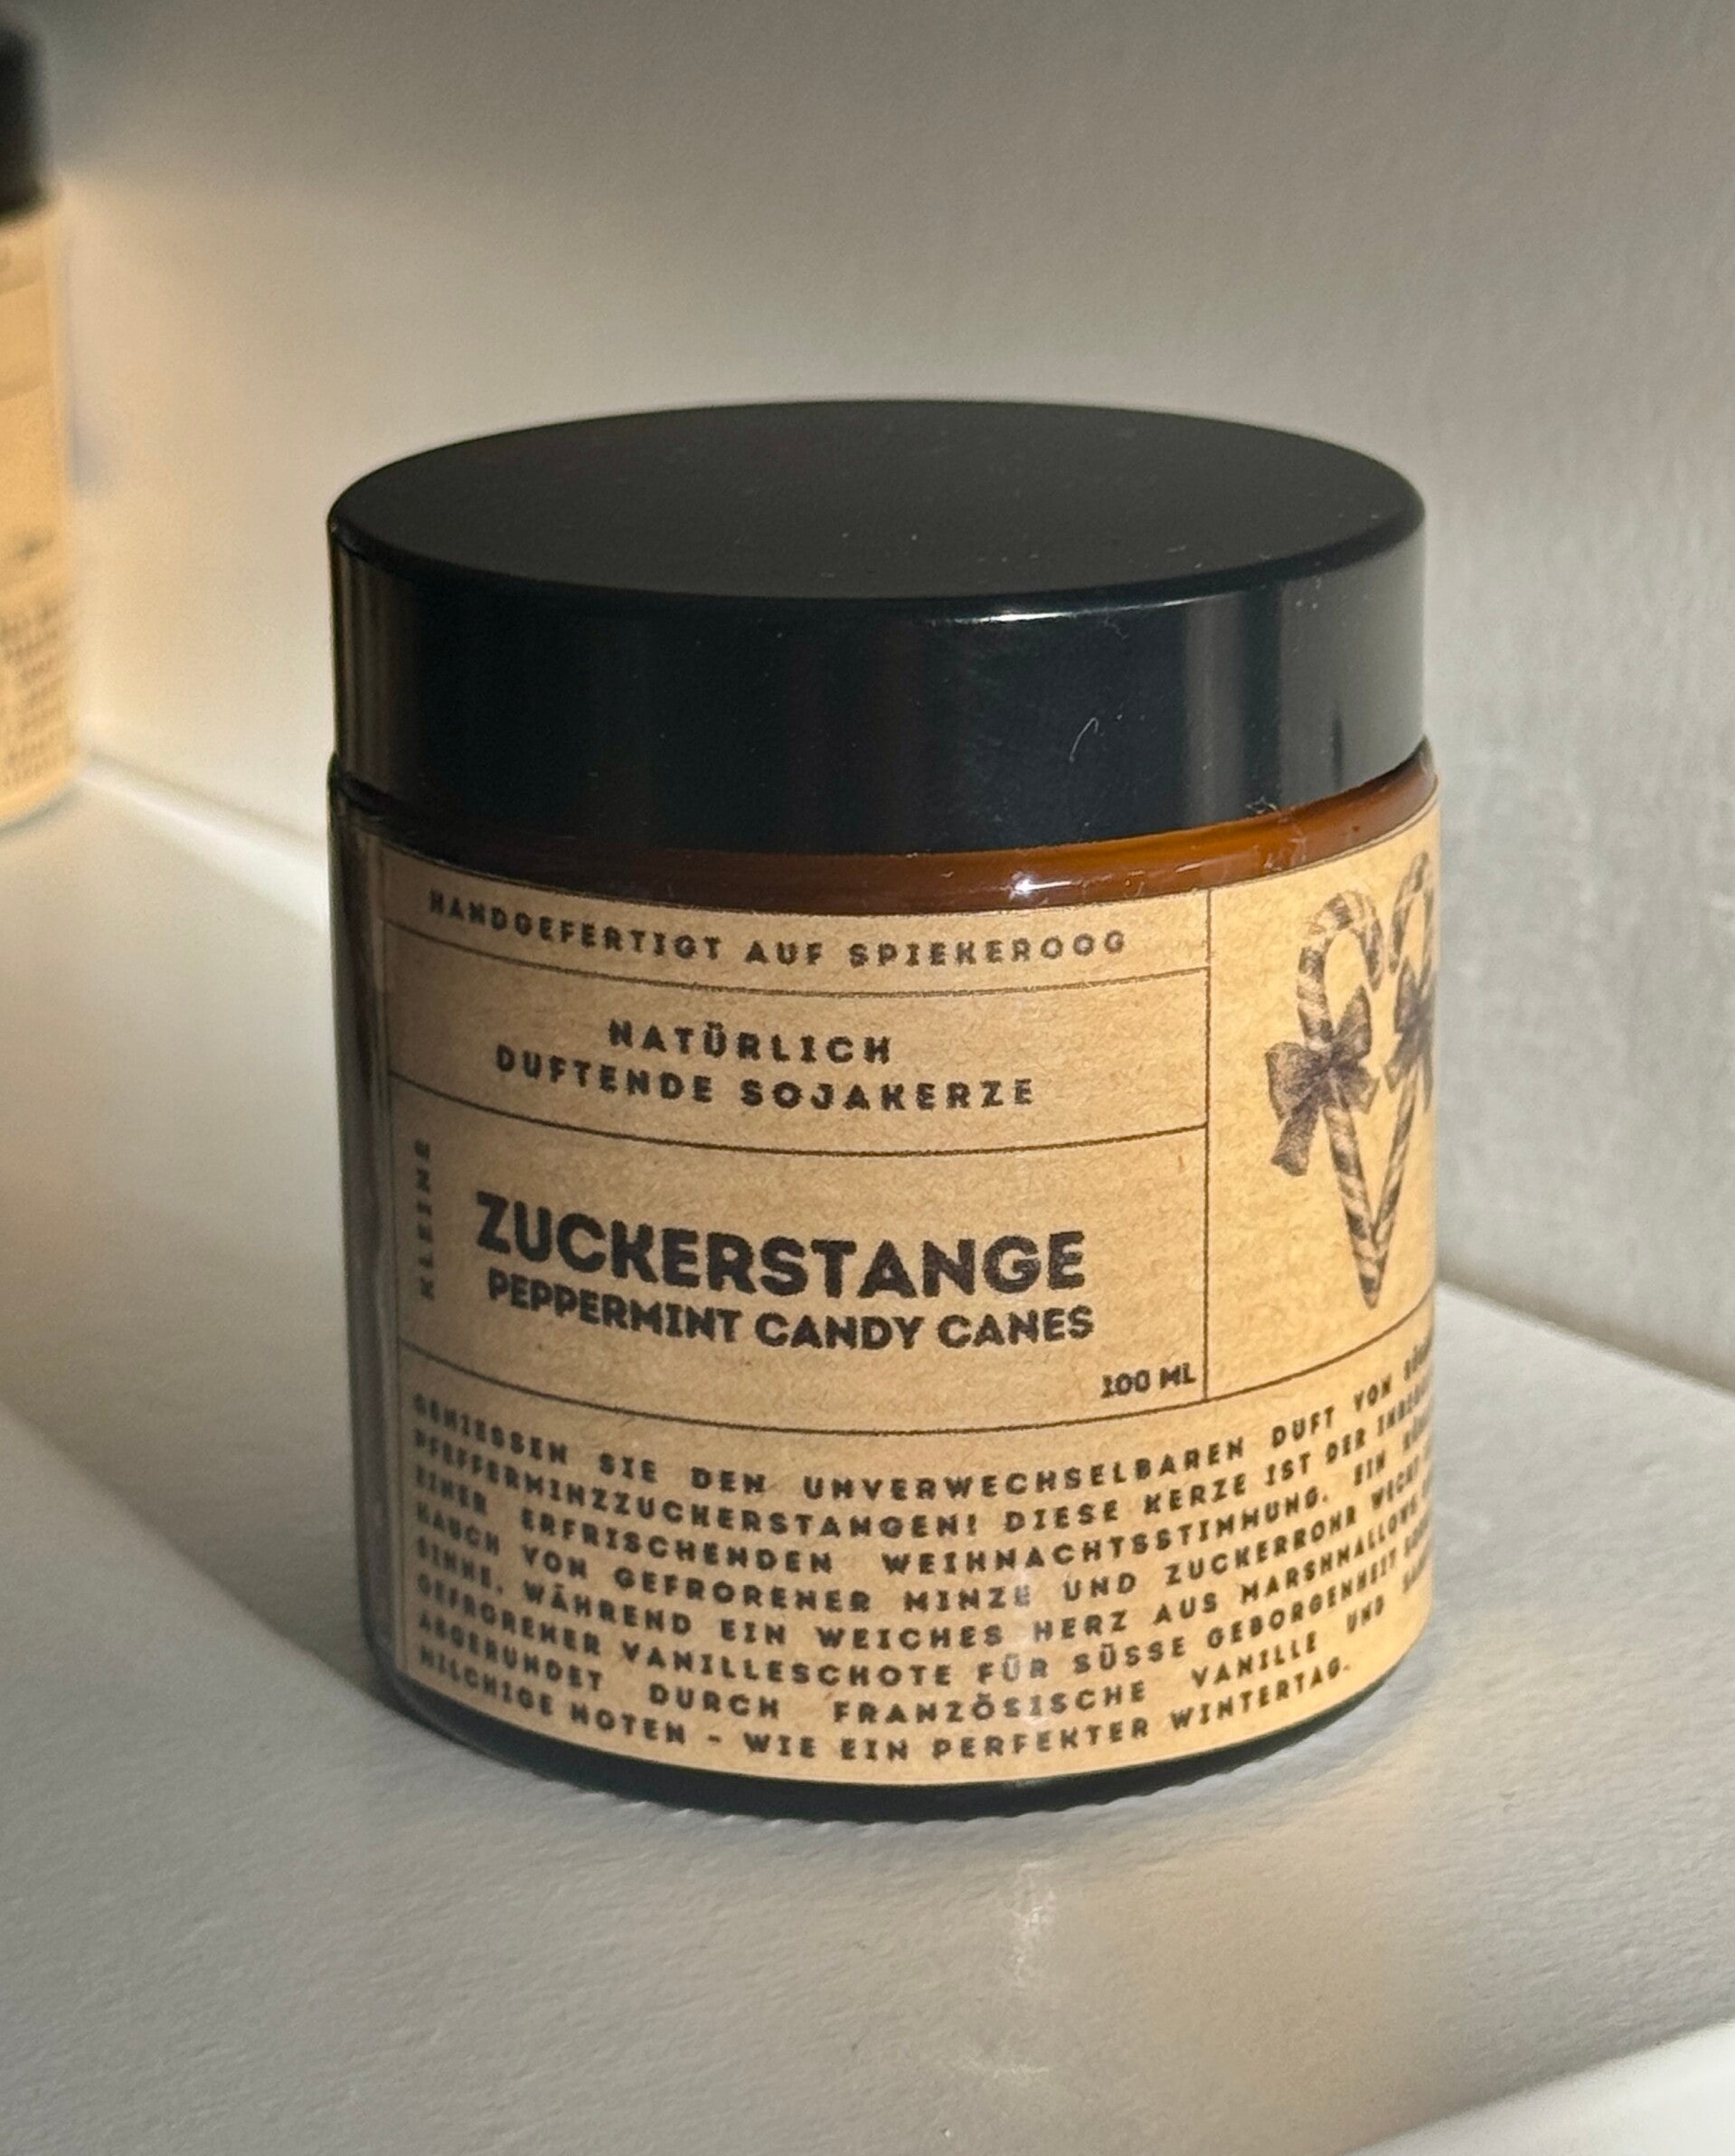 HANDGEFERTIGT AUF SPIEKEROOG
NATÜRLICH
DUFTENDE SOJAKERZE
KLEINE
ZUCKERSTANGE
PEPPERMINT CANDY CANES
100 ML
GENIESSEN SIE DEN UNVERWECHSELBAREN DUFT VON
PFEFFERMINZZUCKERSTANGEN! DIESE KERZE IST DER
EINER ERFRISCHENDEN WEIHNACHTSSTIMMUNG. EIN
HAUCH VON GEFRORENER MINZE UND ZUCKERROHR
SINNE, WÄHREND EIN WEICHES HERZ AUS MARSHMALLOWS
GEFRORENER VANILLESCHOTE FÜR SÜSSE GEBORGENHEIT
ABGERUNDET DURCH FRANZÖSISCHE VANILLE UND
MILCHIGE NOTEN - WIE EIN PERFEKTER WINTERTAG.